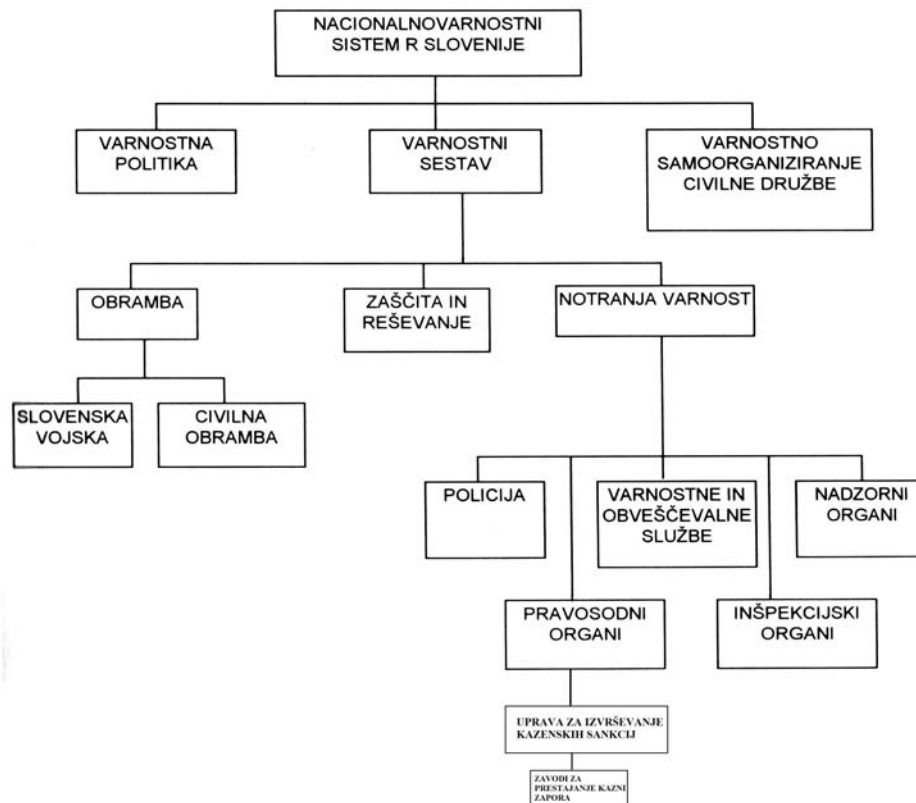 NACIONALNOVARNOSTNI
SISTEM R SLOVENIJE
VARNOSTNA
POLITIKA
VARNOSTNI
SESTAV
VARNOSTNO
SAMOORGANIZIRANJE
CIVILNE DRUŽBE
OBRAMBA
ZAŠČITA IN
REŠEVANJE
NOTRANJA VARNOST
SLOVENSKA
VOJSKA
CIVILNA
OBRAMBA
POLICIJA
VARNOSTNE IN
OBVEŠČEVALNE
SLUŽBE
NADZORNI
ORGANI
PRAVOSODNI
ORGANI
INŠPEKCIJSKI
ORGANI
UPRAVA ZA IZVRŠEVANJE
KAZENSKIH SANKCIJ
ZAVODI ZA
PRESTAJANJE KAZNI
ZAPORA